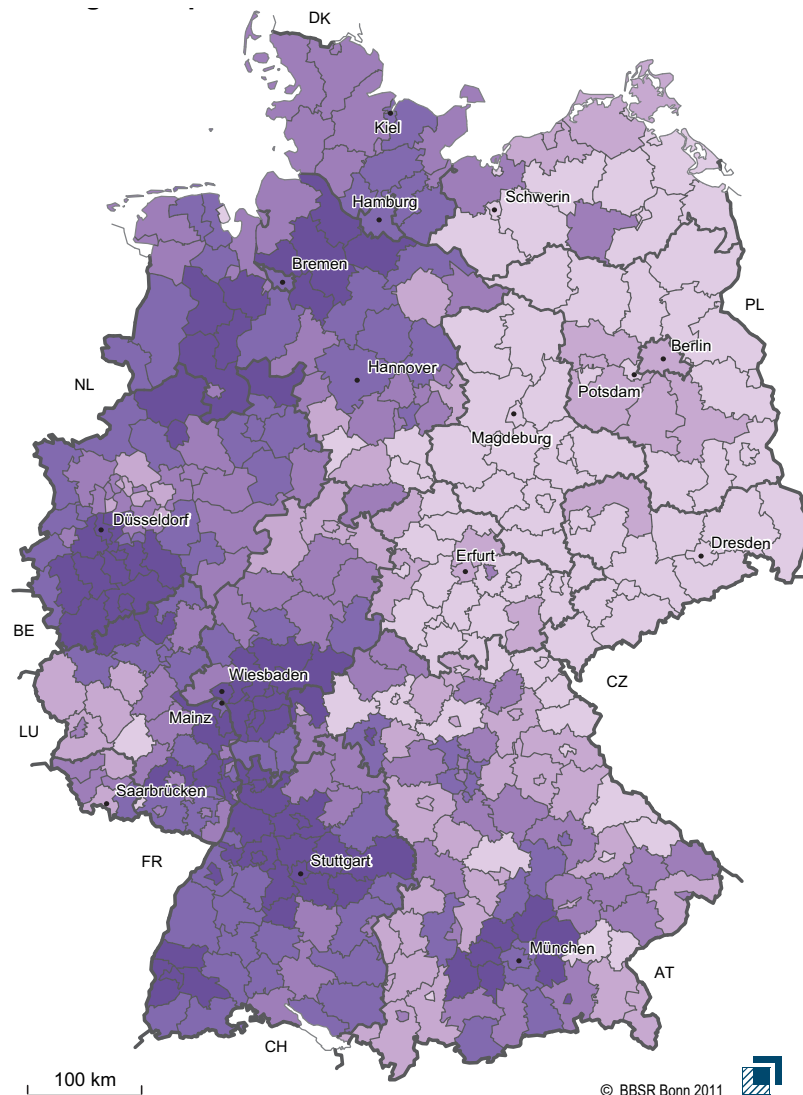 DK
Kiel
Schwerin
Hamburg
Bremen
PL
Berlin
Hannover
NL
Potsdam
Magdeburg
Düsseldorf
Dresden
Erfurt
BE
CZ
Wiesbaden
Mainz
LU
Saarbrücken
FR
Stuttgart
München
AT
CH
100 km
© BBSR Bonn 2011